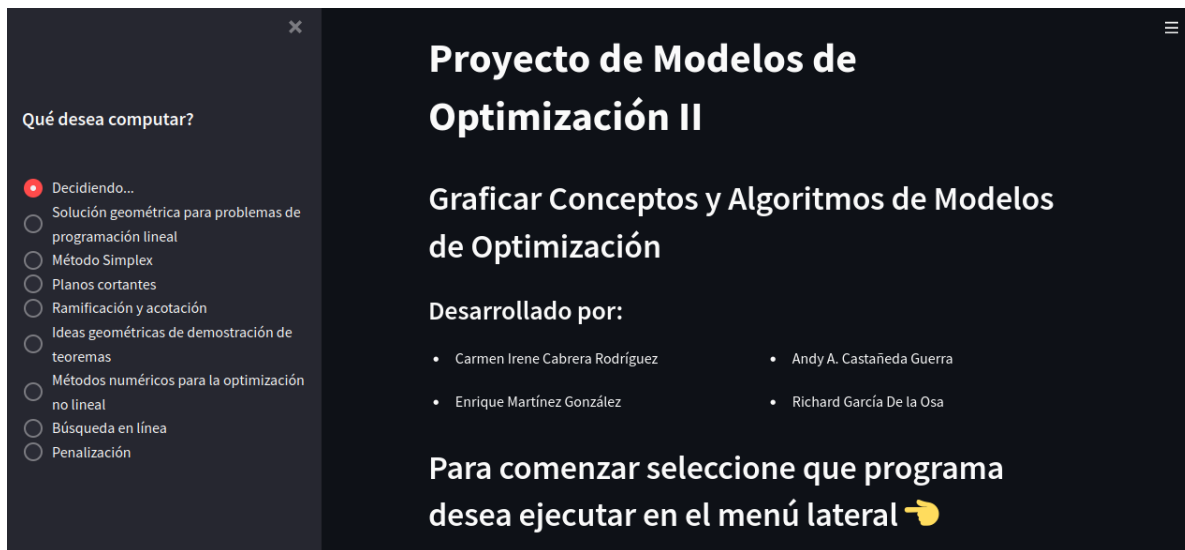 Qué desea computar?
Decidiendo...
Solución geométrica para problemas de
programación lineal
Método Simplex
Planos cortantes
Ramificación y acotación
Ideas geométricas de demostración de
teoremas
Métodos numéricos para la optimización
no lineal
Búsqueda en línea
Penalización
Proyecto de Modelos de
Optimización II
Graficar Conceptos y Algoritmos de Modelos
de Optimización
Desarrollado por:
Carmen Irene Cabrera Rodríguez
Andy A. Castañeda Guerra
Enrique Martínez González
Richard García De la Osa
Para comenzar seleccione que programa
desea ejecutar en el menú lateral 👈